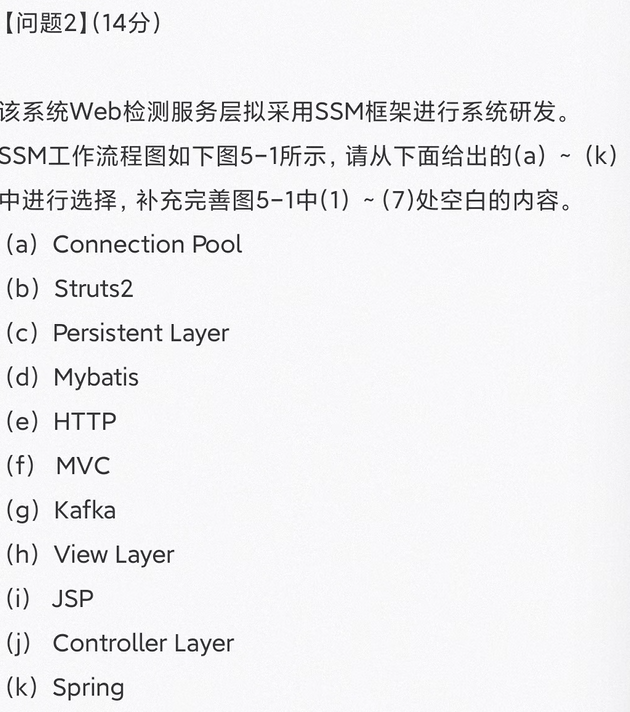 【问题2】(14分)
该系统Web检测服务层拟采用SSM框架进行系统研发。
SSM工作流程图如下图5-1所示, 请从下面给出的(a) ~ (k)
中进行选择, 补充完善图5-1中(1) ~ (7)处空白的内容。
(a) Connection Pool
(b) Struts2
(c) Persistent Layer
(d) Mybatis
(e) HTTP
(f) MVC
(g) Kafka
(h) View Layer
(i) JSP
(j) Controller Layer
(k) Spring